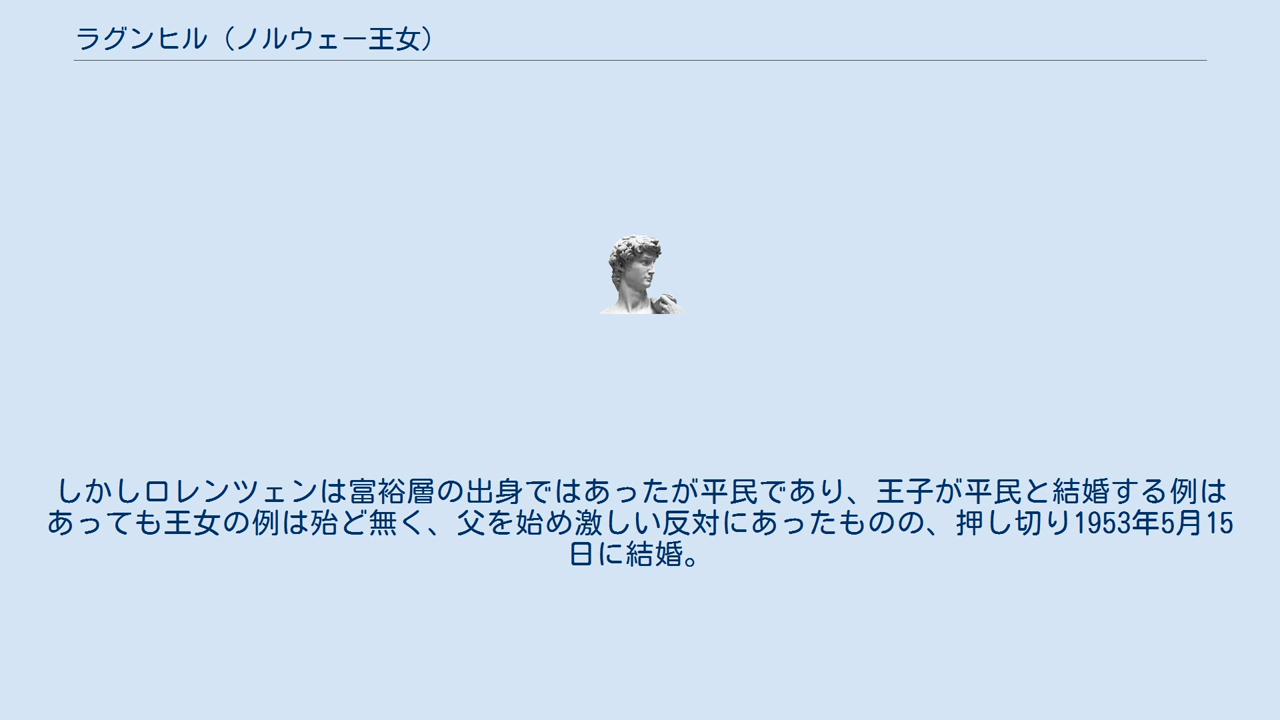 ラグンヒル（ノルウェー王女）
しかしロレンツェンは富裕層の出身ではあったが平民であり、王子が平民と結婚する例は
あっても王女の例は殆ど無く、父を始め激しい反対にあったものの、押し切り1953年5月15
日に結婚。